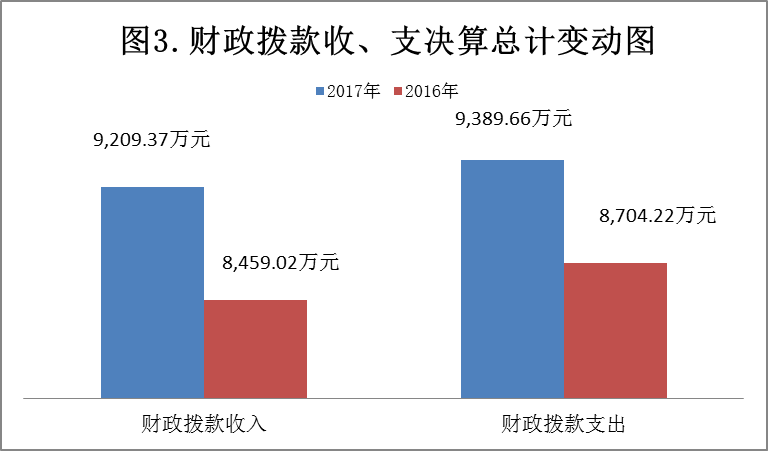 图3.财政拨款收、支决算总计变动图
2017年 2016年
9,389.66万元
9,209.37万元
8,704.22万元
8,459.02万元
财政拨款收入 财政拨款支出